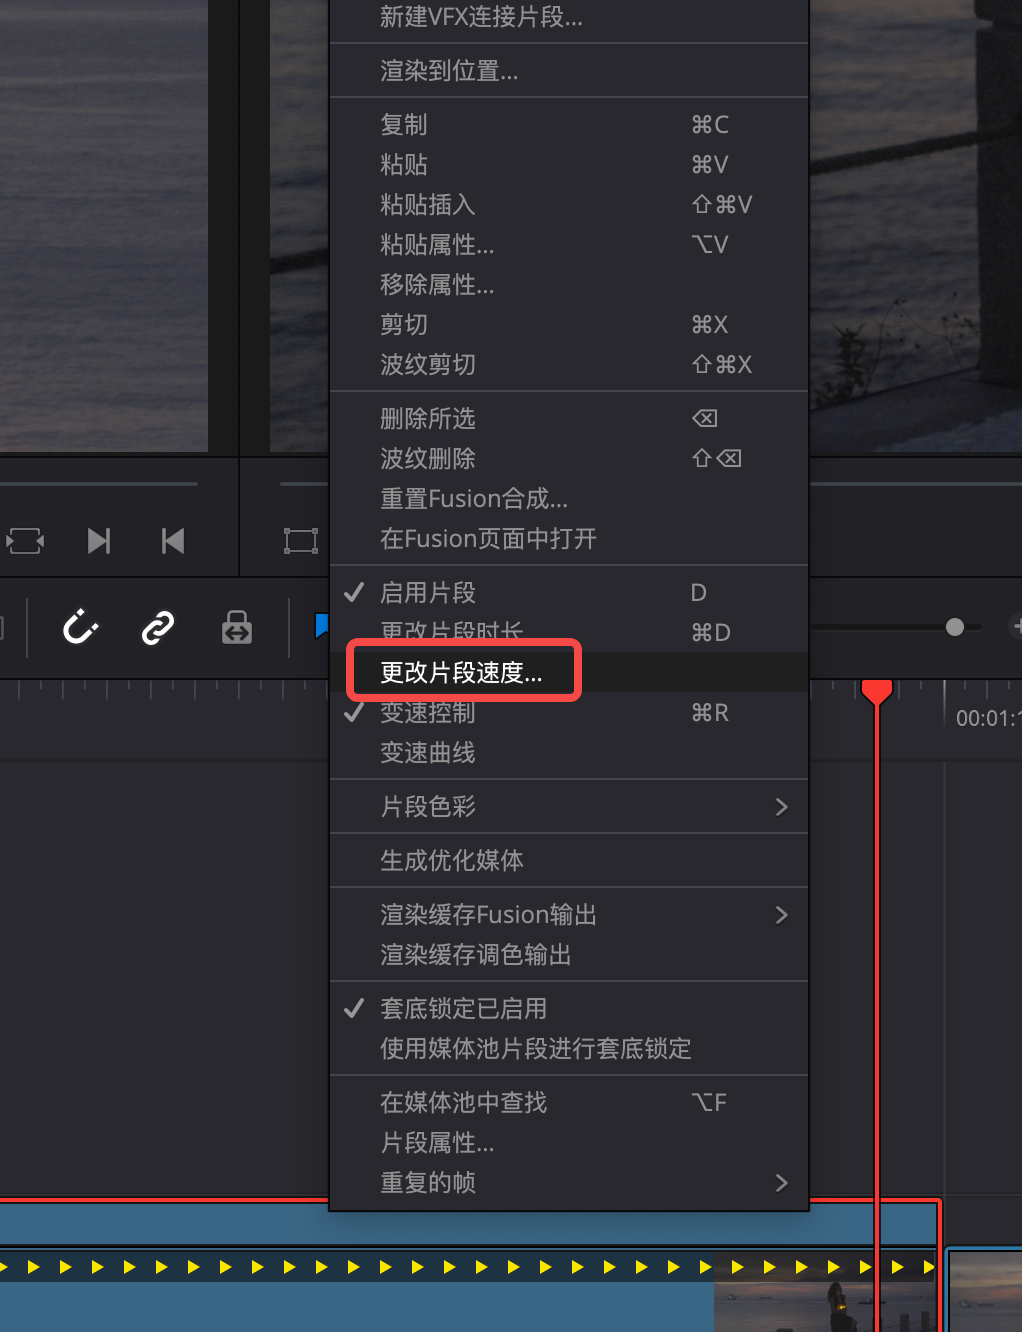 新建VFX连接片段...
渲染到位置...
复制 ⌘C
粘贴 ⌘V
粘贴插入 ⇧⌘V
粘贴属性... ⌥V
移除属性...
剪切 ⌘X
波纹剪切 ⇧⌘X
删除所选 ⌫
波纹删除 ⇧⌫
重置Fusion合成...
在Fusion页面中打开
启用片段 D
更改片段时长 ⌘D
更改片段速度...
变速控制 ⌘R
00:01:1
变速曲线
片段色彩
生成优化媒体
渲染缓存Fusion输出
渲染缓存调色输出
套底锁定已启用
使用媒体池片段进行套底锁定
在媒体池中查找 ⌥F
片段属性...
重复的帧